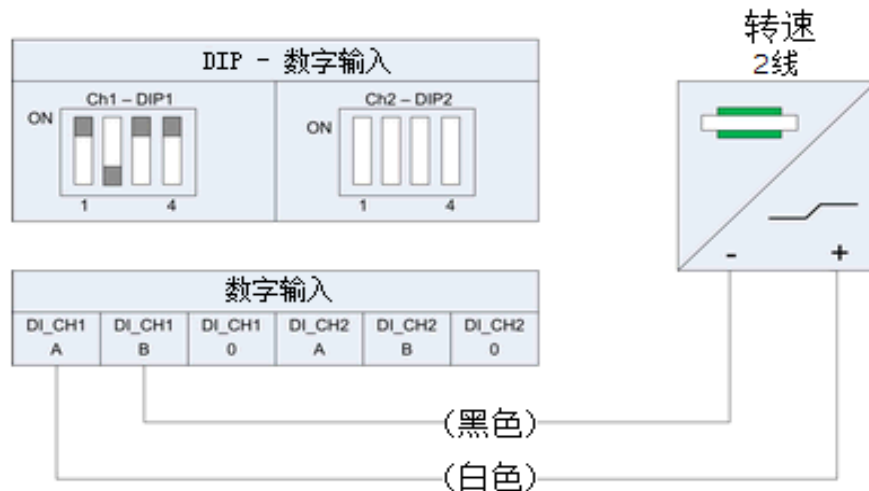 转速
2线
DIP - 数字输入
Ch1 – DIP1
ON
1 4
Ch2 – DIP2
ON
1 4
- +
数字输入
DI_CH1 A
DI_CH1 B
DI_CH1 0
DI_CH2 A
DI_CH2 B
DI_CH2 0
(黑色)
(白色)